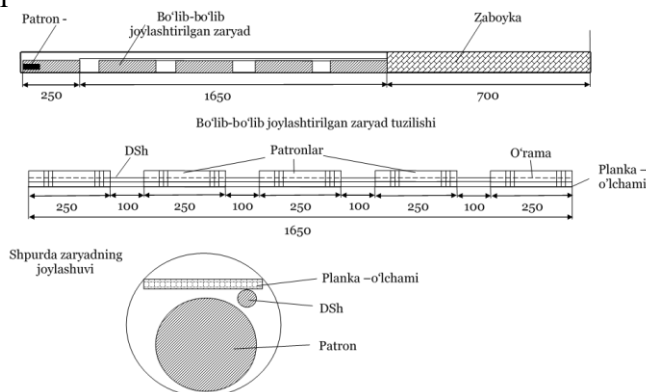 Patron -
Bo'lib-bo'lib
joylashtirilgan zaryad
Zaboyka
250
1650
700
Bo'lib-bo'lib joylashtirilgan zaryad tuzilishi
DSh
Patronlar
O'rama
Planka –
o'lchami
250
100
250
100
250
100
250
100
250
1650
Shpurda zaryadning
joylashuvi
Planka –o'lchami
DSh
Patron